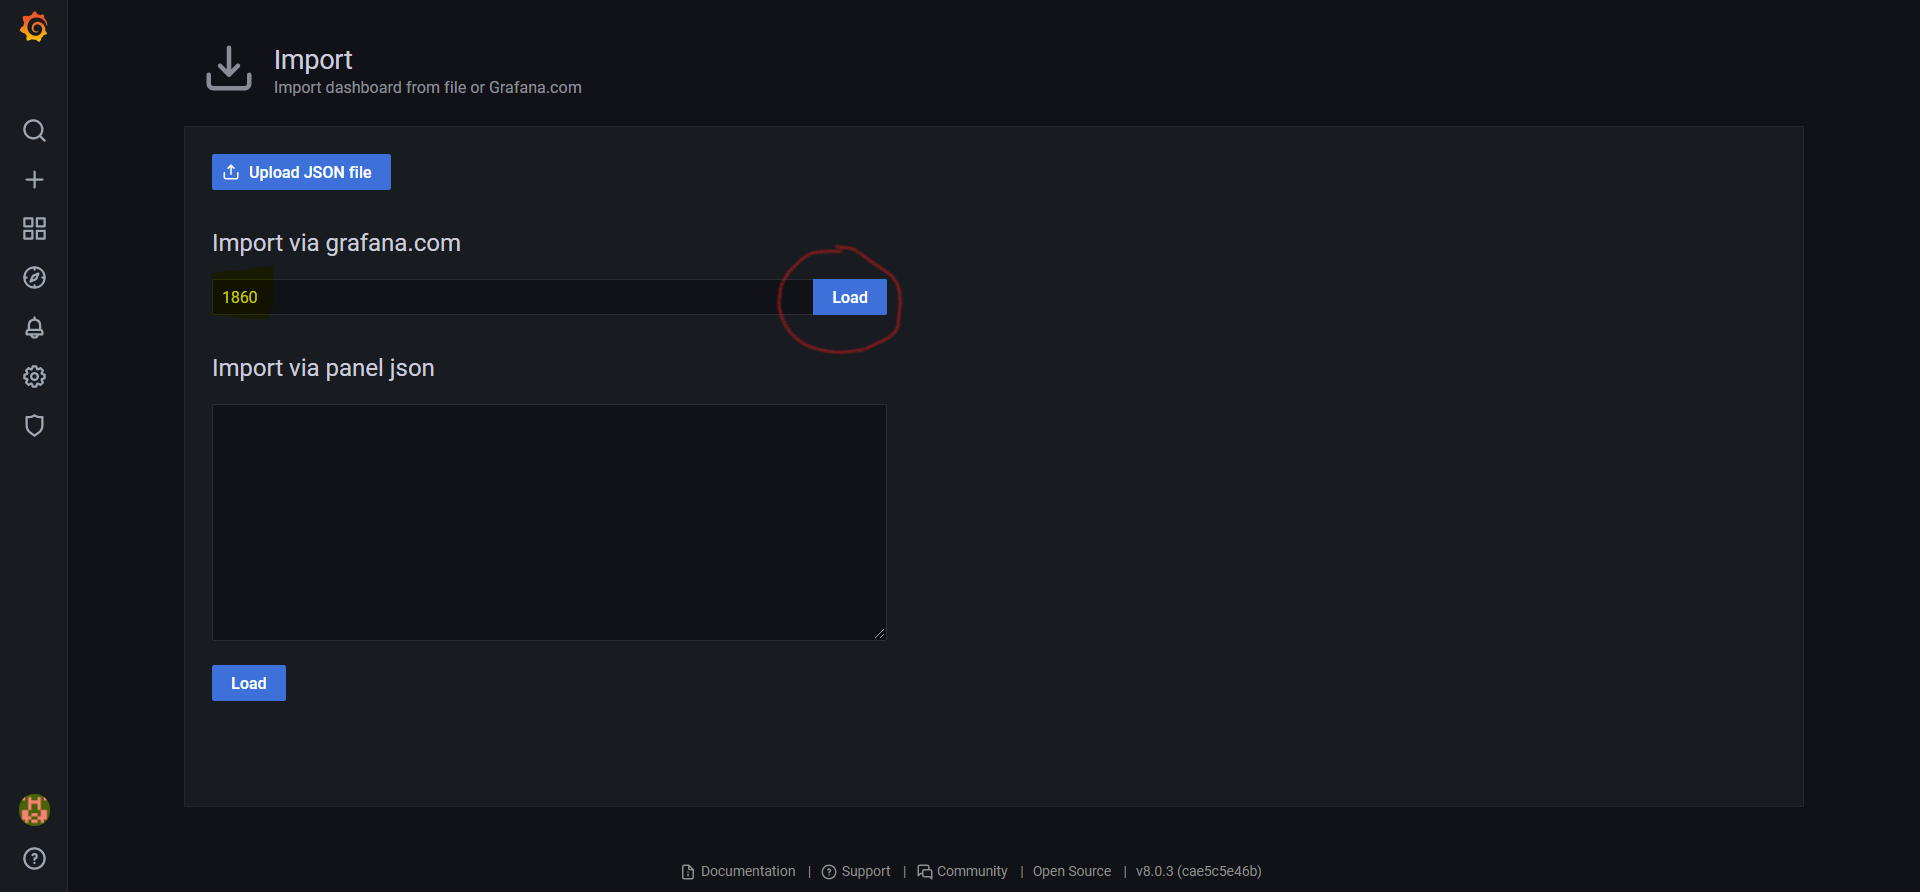 Import
Import dashboard from file or Grafana.com
Upload JSON file
Import via grafana.com
1860
Load
Import via panel json
Load
Documentation | Support | Community | Open Source | v8.0.3 (cae5c5e46b)